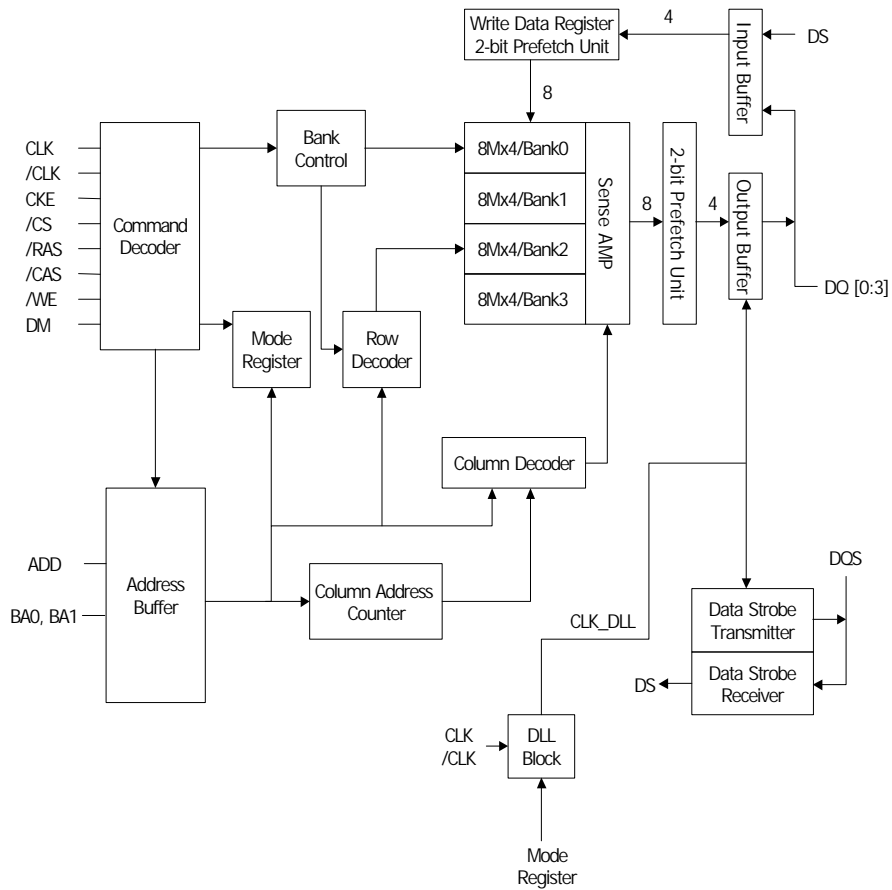 Write Data Register
2-bit Prefetch Unit
4
Input Buffer
DS
8
Bank
Control
8Mx4/Bank0
8Mx4/Bank1
8Mx4/Bank2
8Mx4/Bank3
Sense AMP
8
2-bit Prefetch Unit
4
Output Buffer
DQ [0:3]
CLK
/CLK
CKE
/CS
/RAS
/CAS
/WE
DM
Command
Decoder
Mode
Register
Row
Decoder
Column Decoder
ADD
BA0, BA1
Address
Buffer
Column Address
Counter
CLK_DLL
DQS
Data Strobe
Transmitter
Data Strobe
Receiver
DS
CLK
/CLK
DLL
Block
Mode
Register